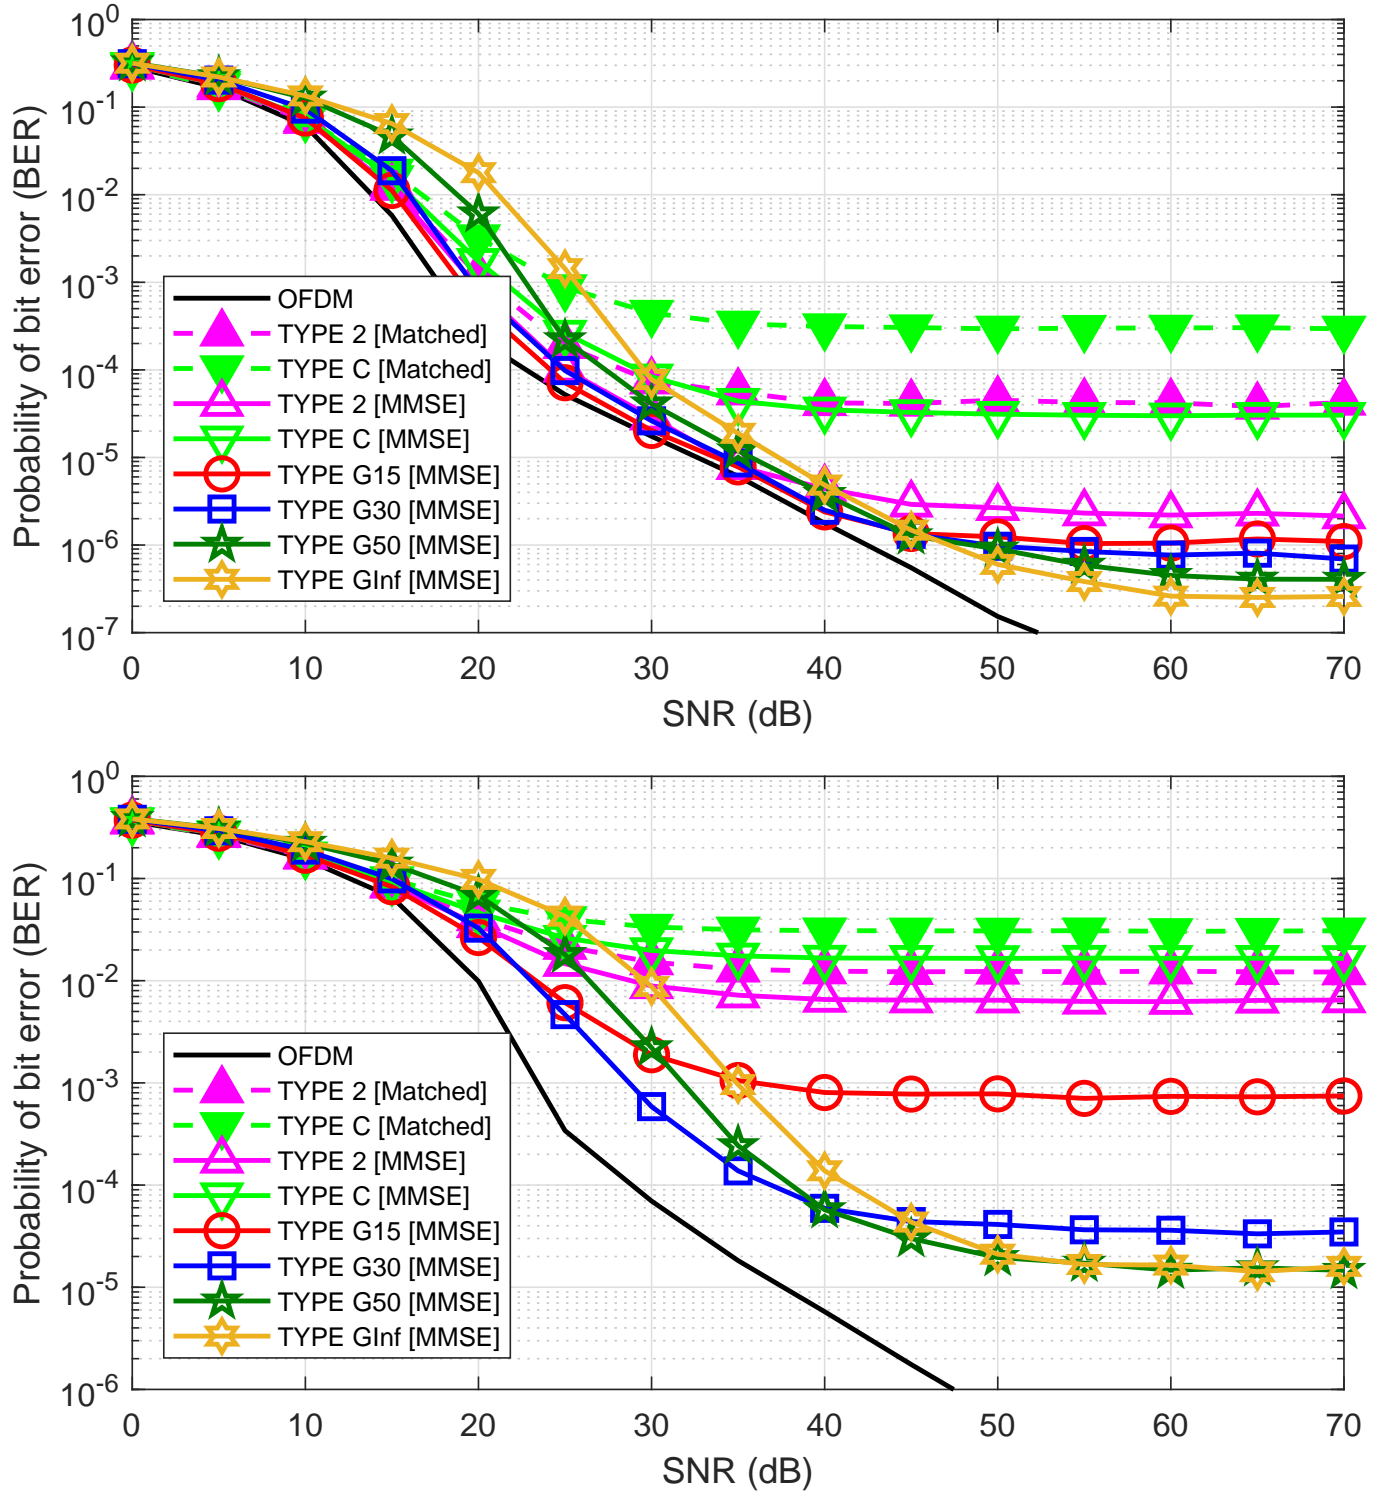 10^0
10^-1
10^-2
10^-3
10^-4
10^-5
10^-6
10^-7
Probability of bit error (BER)
OFDM
TYPE 2 [Matched]
TYPE C [Matched]
TYPE 2 [MMSE]
TYPE C [MMSE]
TYPE G15 [MMSE]
TYPE G30 [MMSE]
TYPE G50 [MMSE]
TYPE GInf [MMSE]
0 10 20 30 40 50 60 70
SNR (dB)
10^0
10^-1
10^-2
10^-3
10^-4
10^-5
10^-6
Probability of bit error (BER)
OFDM
TYPE 2 [Matched]
TYPE C [Matched]
TYPE 2 [MMSE]
TYPE C [MMSE]
TYPE G15 [MMSE]
TYPE G30 [MMSE]
TYPE G50 [MMSE]
TYPE GInf [MMSE]
0 10 20 30 40 50 60 70
SNR (dB)